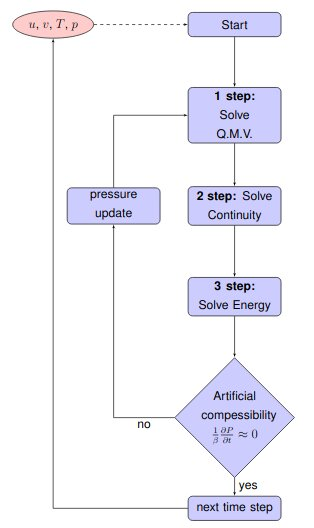 u, v, T, p
Start
1 step:
Solve
Q.M.V.
pressure
update
2 step: Solve
Continuity
3 step:
Solve Energy
Artificial
compessibility
1/β ∂P/∂t ≈ 0
no
yes
next time step